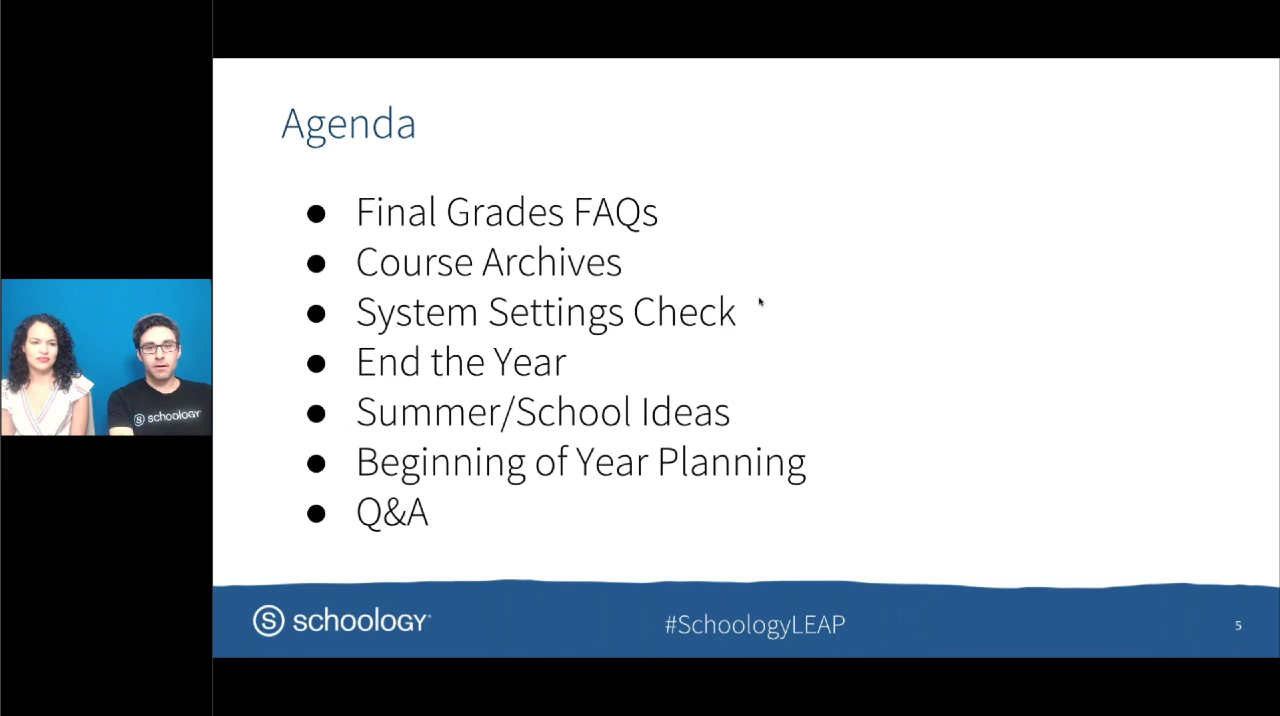 Agenda
● Final Grades FAQs
● Course Archives
● System Settings Check
● End the Year
● Summer/School Ideas
● Beginning of Year Planning
● Q&A
schoology
S schoology
#SchoologyLEAP
5